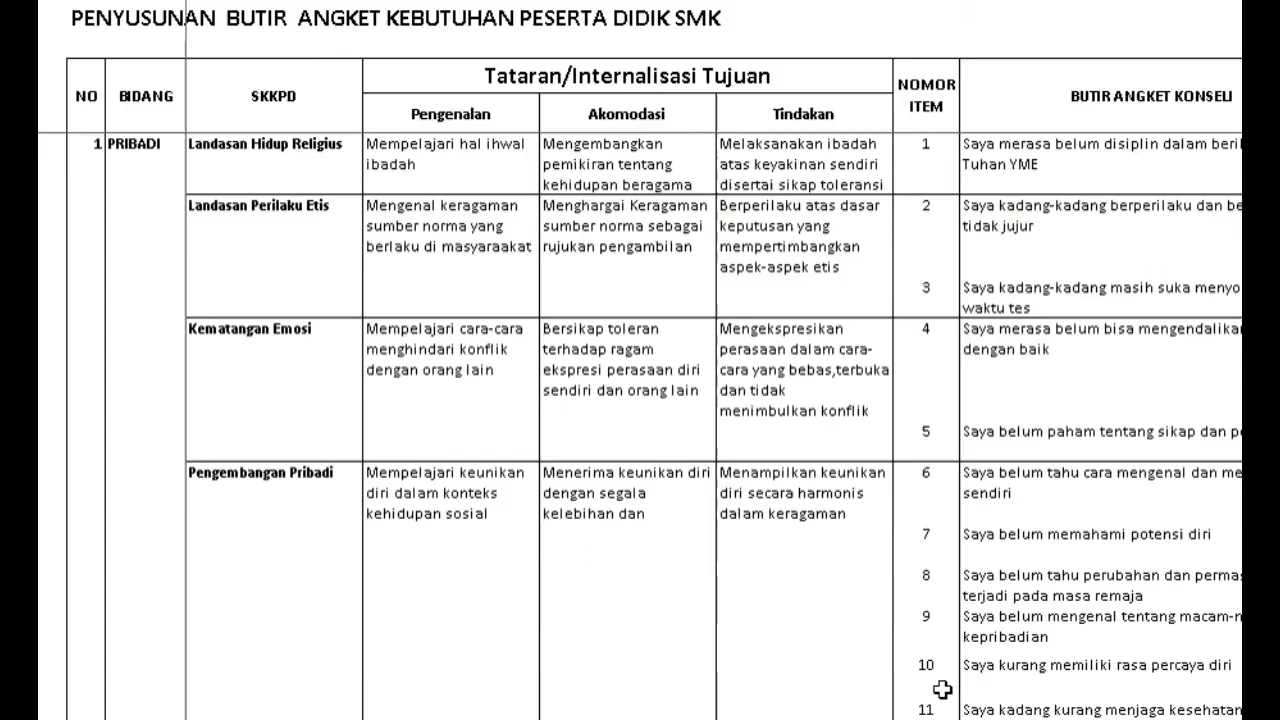 PENYUSUNAN BUTIR ANGKET KEBUTUHAN PESERTA DIDIK SMK
NO
BIDANG
SKKPD
Tataran/Internalisasi Tujuan
Pengenalan
Akomodasi
Tindakan
NOMOR
ITEM
BUTIR ANGKET KONSELI
1
PRIBADI
Landasan Hidup Religius
Mempelajari hal ihwal
ibadah
Mengembangkan
pemikiran tentang
kehidupan beragama
Melaksanakan ibadah
atas keyakinan sendiri
disertai sikap toleransi
1
Saya merasa belum disiplin dalam
Tuhan YME
Landasan Perilaku Etis
Mengenal keragaman
sumber norma yang
berlaku di masyaraakat
Menghargai Keragaman
sumber norma sebagai
rujukan pengambilan
Berperilaku atas dasar
keputusan yang
mempertimbangkan
aspek-aspek etis
2
Saya kadang-kadang berperilaku dan
tidak jujur
3
Saya kadang-kadang masih suka
waktu tes
Kematangan Emosi
Mempelajari cara-cara
menghindari konflik
dengan orang lain
Bersikap toleran
terhadap ragam
ekspresi perasaan diri
sendiri dan orang lain
Mengekspresikan
perasaan dalam cara-
cara yang bebas,terbuka
dan tidak
menimbulkan konflik
4
Saya merasa belum bisa
dengan baik
5
Saya belum paham tentang sikap dan
Pengembangan Pribadi
Mempelajari keunikan
diri dalam konteks
kehidupan sosial
Menerima keunikan diri
dengan segala
kelebihan dan
Menampilkan keunikan
diri secara harmonis
dalam keragaman
6
Saya belum tahu cara mengenal dan
sendiri
7
Saya belum memahami potensi diri
8
Saya belum tahu perubahan dan
terjadi pada masa remaja
9
Saya belum mengenal tentang
kepribadian
10
Saya kurang memiliki rasa percaya diri
11
Saya kadang kurang menjaga kesehatan